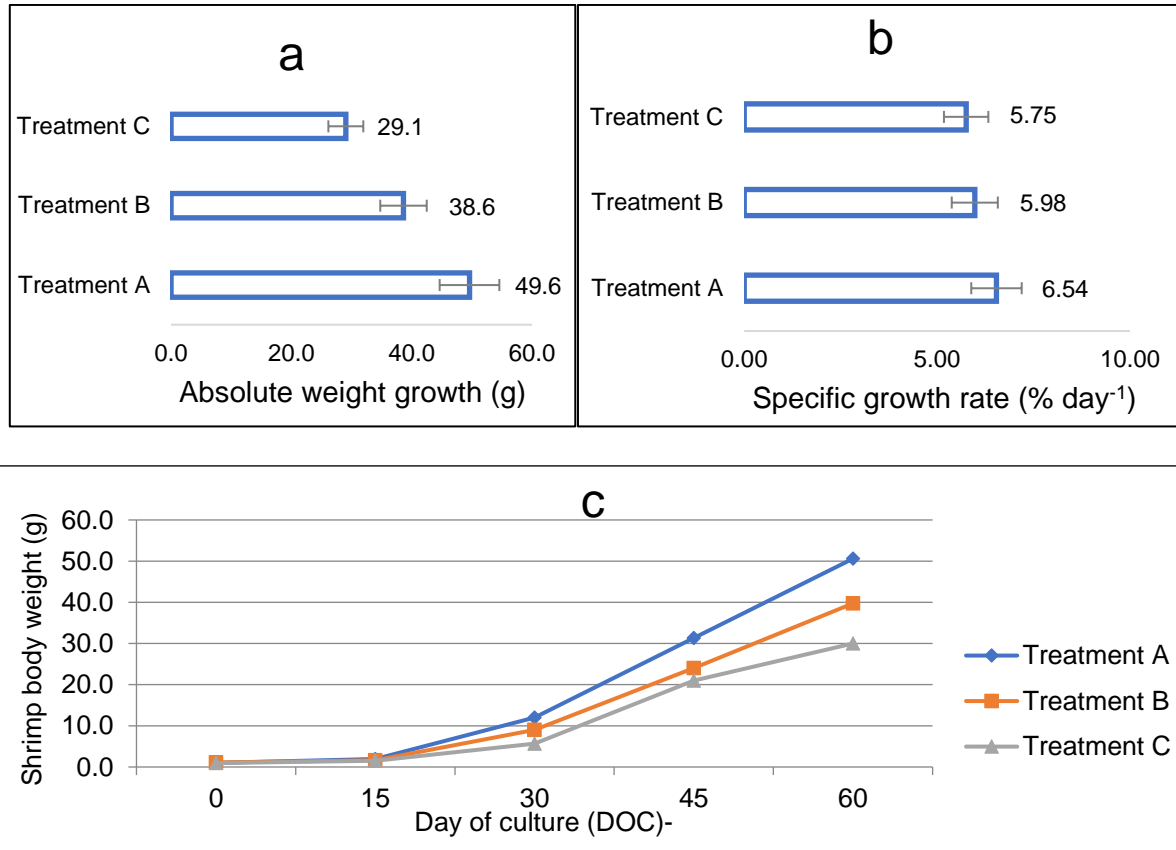 a
Treatment C
29.1
Treatment B
38.6
Treatment A
49.6
0.0 20.0 40.0 60.0
Absolute weight growth (g)
b
Treatment C
5.75
Treatment B
5.98
Treatment A
6.54
0.00 5.00 10.00
Specific growth rate (% day⁻¹)
c
Shrimp body weight (g)
60.0
50.0
40.0
30.0
20.0
10.0
0.0
0 15 30 45 60
Day of culture (DOC)-
Treatment A
Treatment B
Treatment C